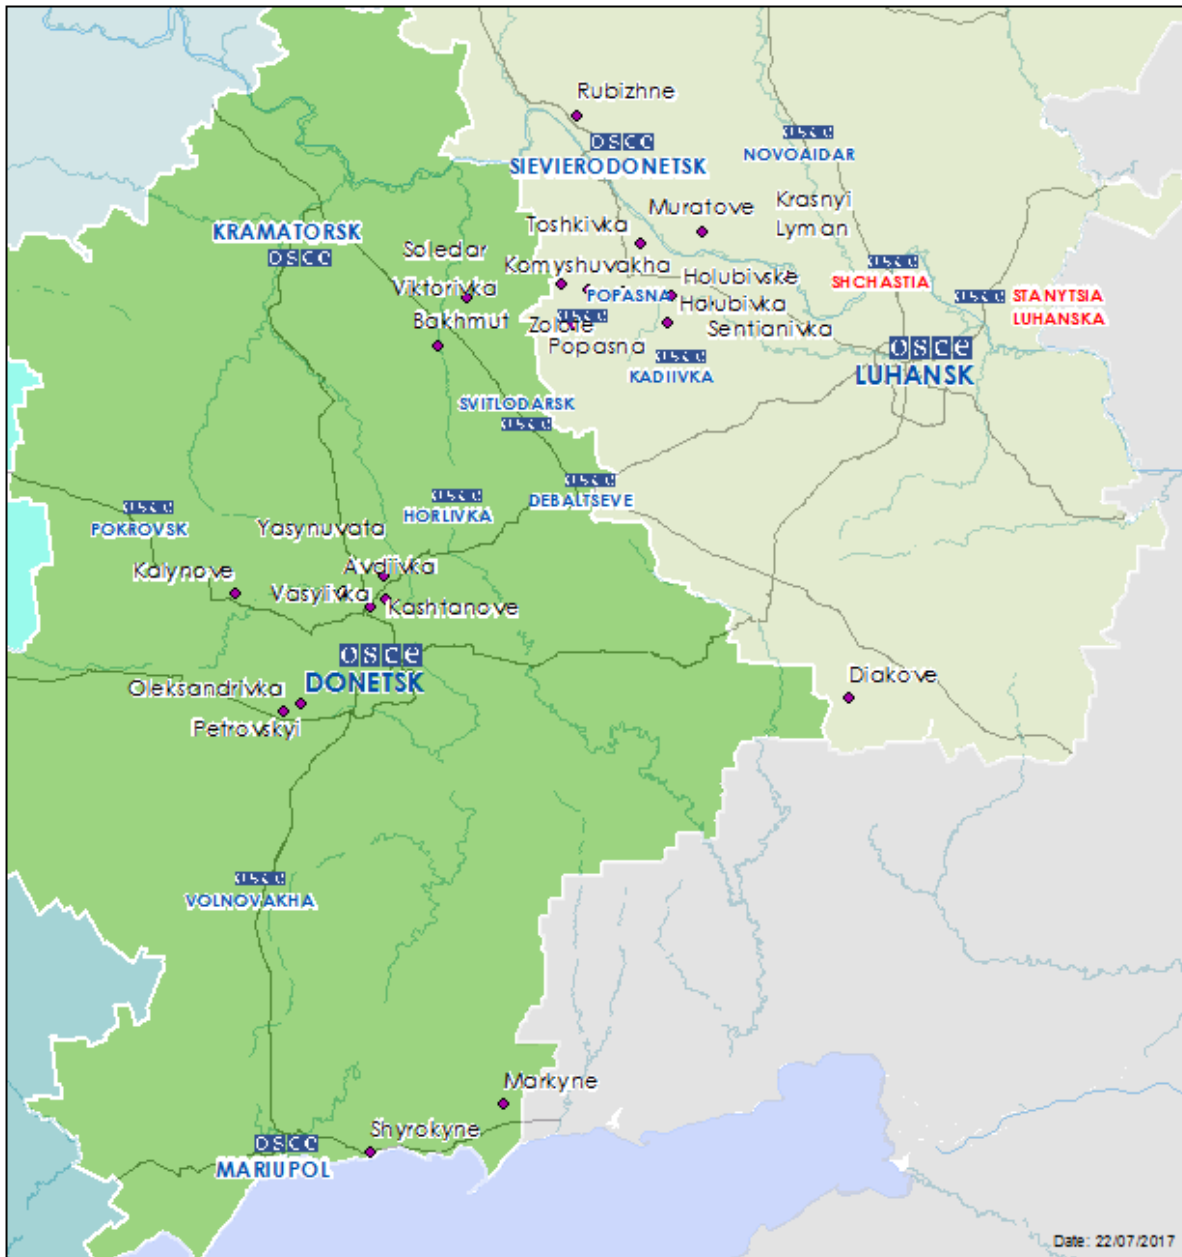 Rubizhne
osce
SIEVIERODONETSK
osce
NOVOAIDAR
Krasnyi
Lyman
Muratove
Toshkivka
KRAMATORSK
osce
Soledar
Viktorivka
Bakhmut
Komyshuvakha
Holubivske
POPASNA
osce
Holubivka
Zolote
Popasna
Sentianivka
osce
KADIIVKA
osce
SHCHASTIA
osce
STANYTSIA
LUHANSKA
osce
LUHANSK
SVITLODARSK
osce
osce
DEBALTSEVE
osce
HORLIVKA
osce
POKROVSK
Yasynuvata
Avdiivka
Kalynove
Vasylivka
Kashtanove
osce
DONETSK
Oleksandrivka
Petrovskyi
Diakove
osce
VOLNOVAKHA
Markyne
Shyrokyne
osce
MARIUPOL
Date: 22/07/2017